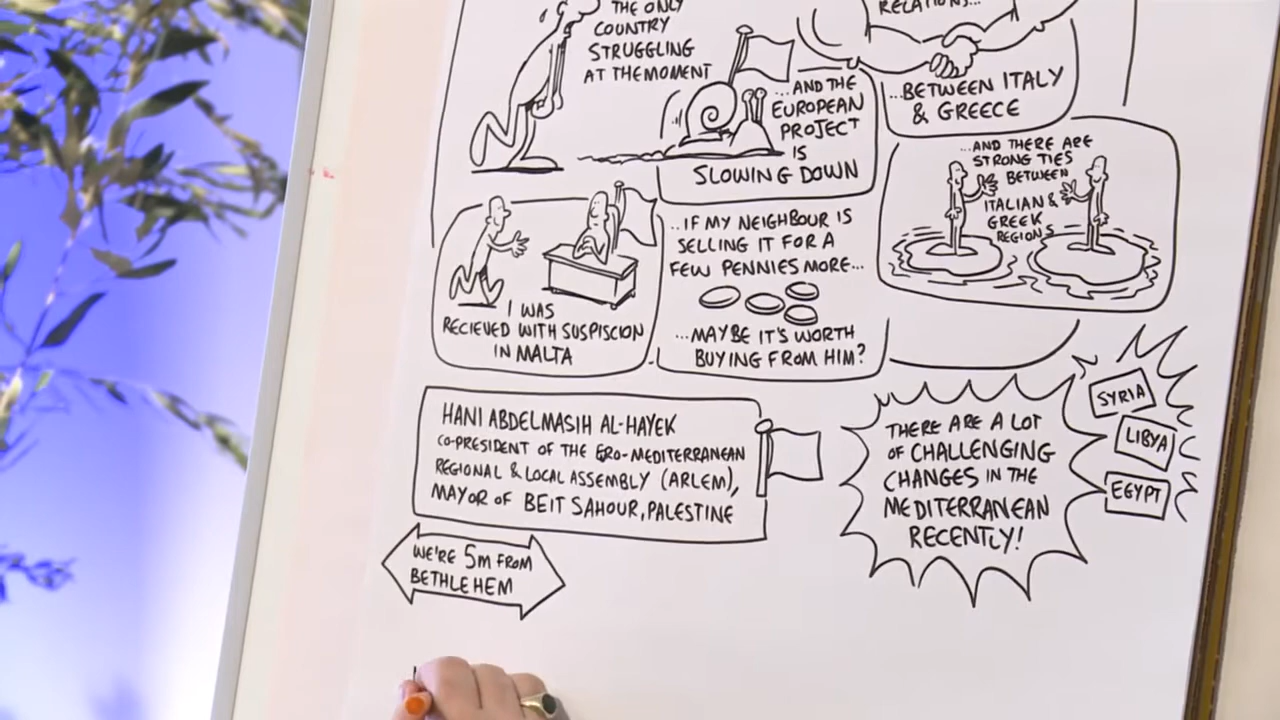 THE ONLY
COUNTRY
STRUGGLING
AT THE MOMENT
RELATIONS...
...AND THE
EUROPEAN
PROJECT
IS
SLOWING DOWN
...BETWEEN ITALY
& GREECE
...AND THERE ARE
STRONG TIES
BETWEEN
ITALIAN &
GREEK
REGIONS
I WAS
RECIEVED WITH SUSPISCION
IN MALTA
..IF MY NEIGHBOUR IS
SELLING IT FOR A
FEW PENNIES MORE...
...MAYBE IT'S WORTH
BUYING FROM HIM?
HANI ABDELMASIH AL-HAYEK
CO-PRESIDENT OF THE ERO-MEDITERRANEAN
REGIONAL & LOCAL ASSEMBLY (ARLEM),
MAYOR OF BEIT SAHOUR, PALESTINE
THERE ARE A LOT
OF CHALLENGING
CHANGES IN THE
MEDITERRANEAN
RECENTLY!
SYRIA
LIBYA
EGYPT
WE'RE 5M FROM
BETHLEHEM